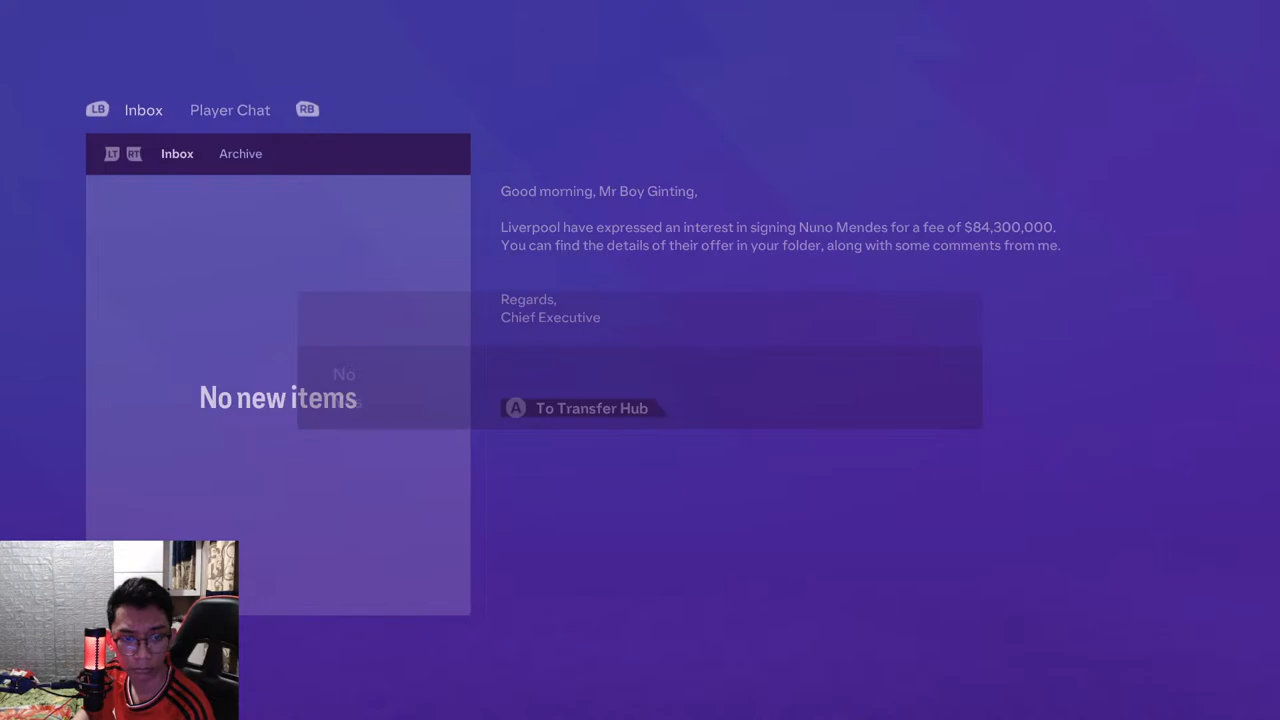 LB Inbox Player Chat RB
LT RT Inbox Archive
Good morning, Mr Boy Ginting,
Liverpool have expressed an interest in signing Nuno Mendes for a fee of $84,300,000.
You can find the details of their offer in your folder, along with some comments from me.
Regards,
Chief Executive
No
No new items
A To Transfer Hub